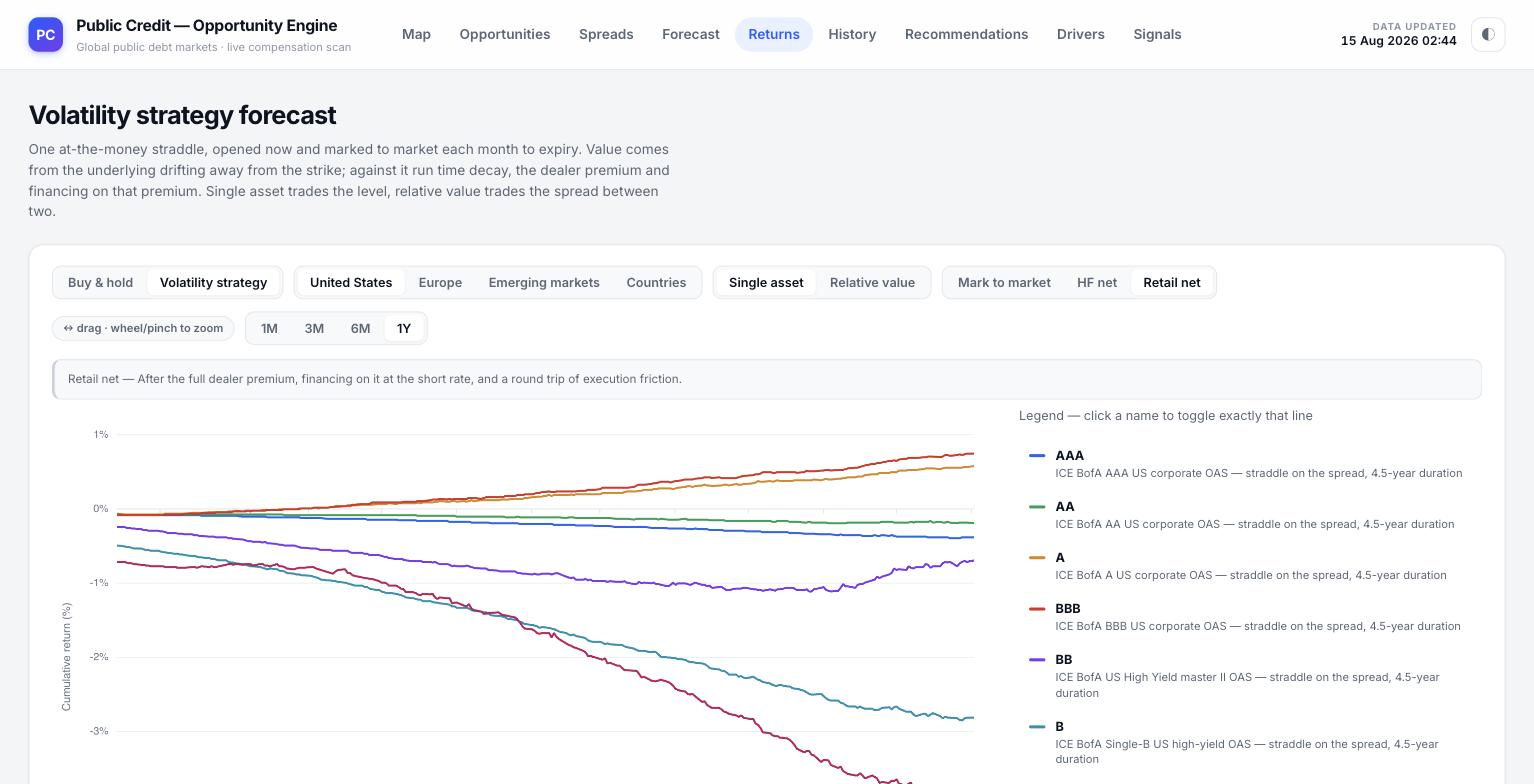 PC
Public Credit — Opportunity Engine
Global public debt markets · live compensation scan
Map
Opportunities
Spreads
Forecast
Returns
History
Recommendations
Drivers
Signals
DATA UPDATED
15 Aug 2026 02:44
Volatility strategy forecast
One at-the-money straddle, opened now and marked to market each month to expiry. Value comes
from the underlying drifting away from the strike; against it run time decay, the dealer premium and
financing on that premium. Single asset trades the level, relative value trades the spread between
two.
Buy & hold
Volatility strategy
United States
Europe
Emerging markets
Countries
Single asset
Relative value
Mark to market
HF net
Retail net
↔ drag · wheel/pinch to zoom
1M
3M
6M
1Y
Retail net — After the full dealer premium, financing on it at the short rate, and a round trip of execution friction.
Cumulative return (%)
1%
0%
-1%
-2%
-3%
Legend — click a name to toggle exactly that line
AAA
ICE BofA AAA US corporate OAS — straddle on the spread, 4.5-year duration
AA
ICE BofA AA US corporate OAS — straddle on the spread, 4.5-year duration
A
ICE BofA A US corporate OAS — straddle on the spread, 4.5-year duration
BBB
ICE BofA BBB US corporate OAS — straddle on the spread, 4.5-year duration
BB
ICE BofA US High Yield master II OAS — straddle on the spread, 4.5-year
duration
B
ICE BofA Single-B US high-yield OAS — straddle on the spread, 4.5-year
duration